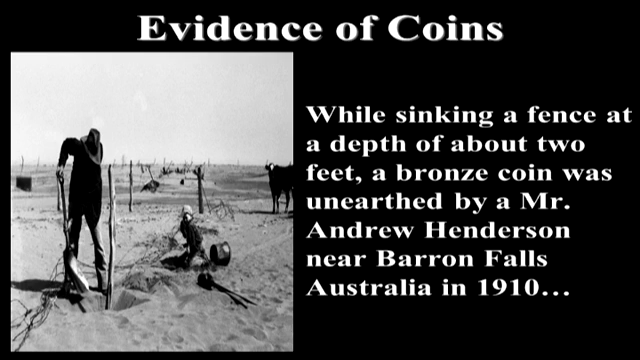 Evidence of Coins
While sinking a fence at
a depth of about two
feet, a bronze coin was
unearthed by a Mr.
Andrew Henderson
near Barron Falls
Australia in 1910…